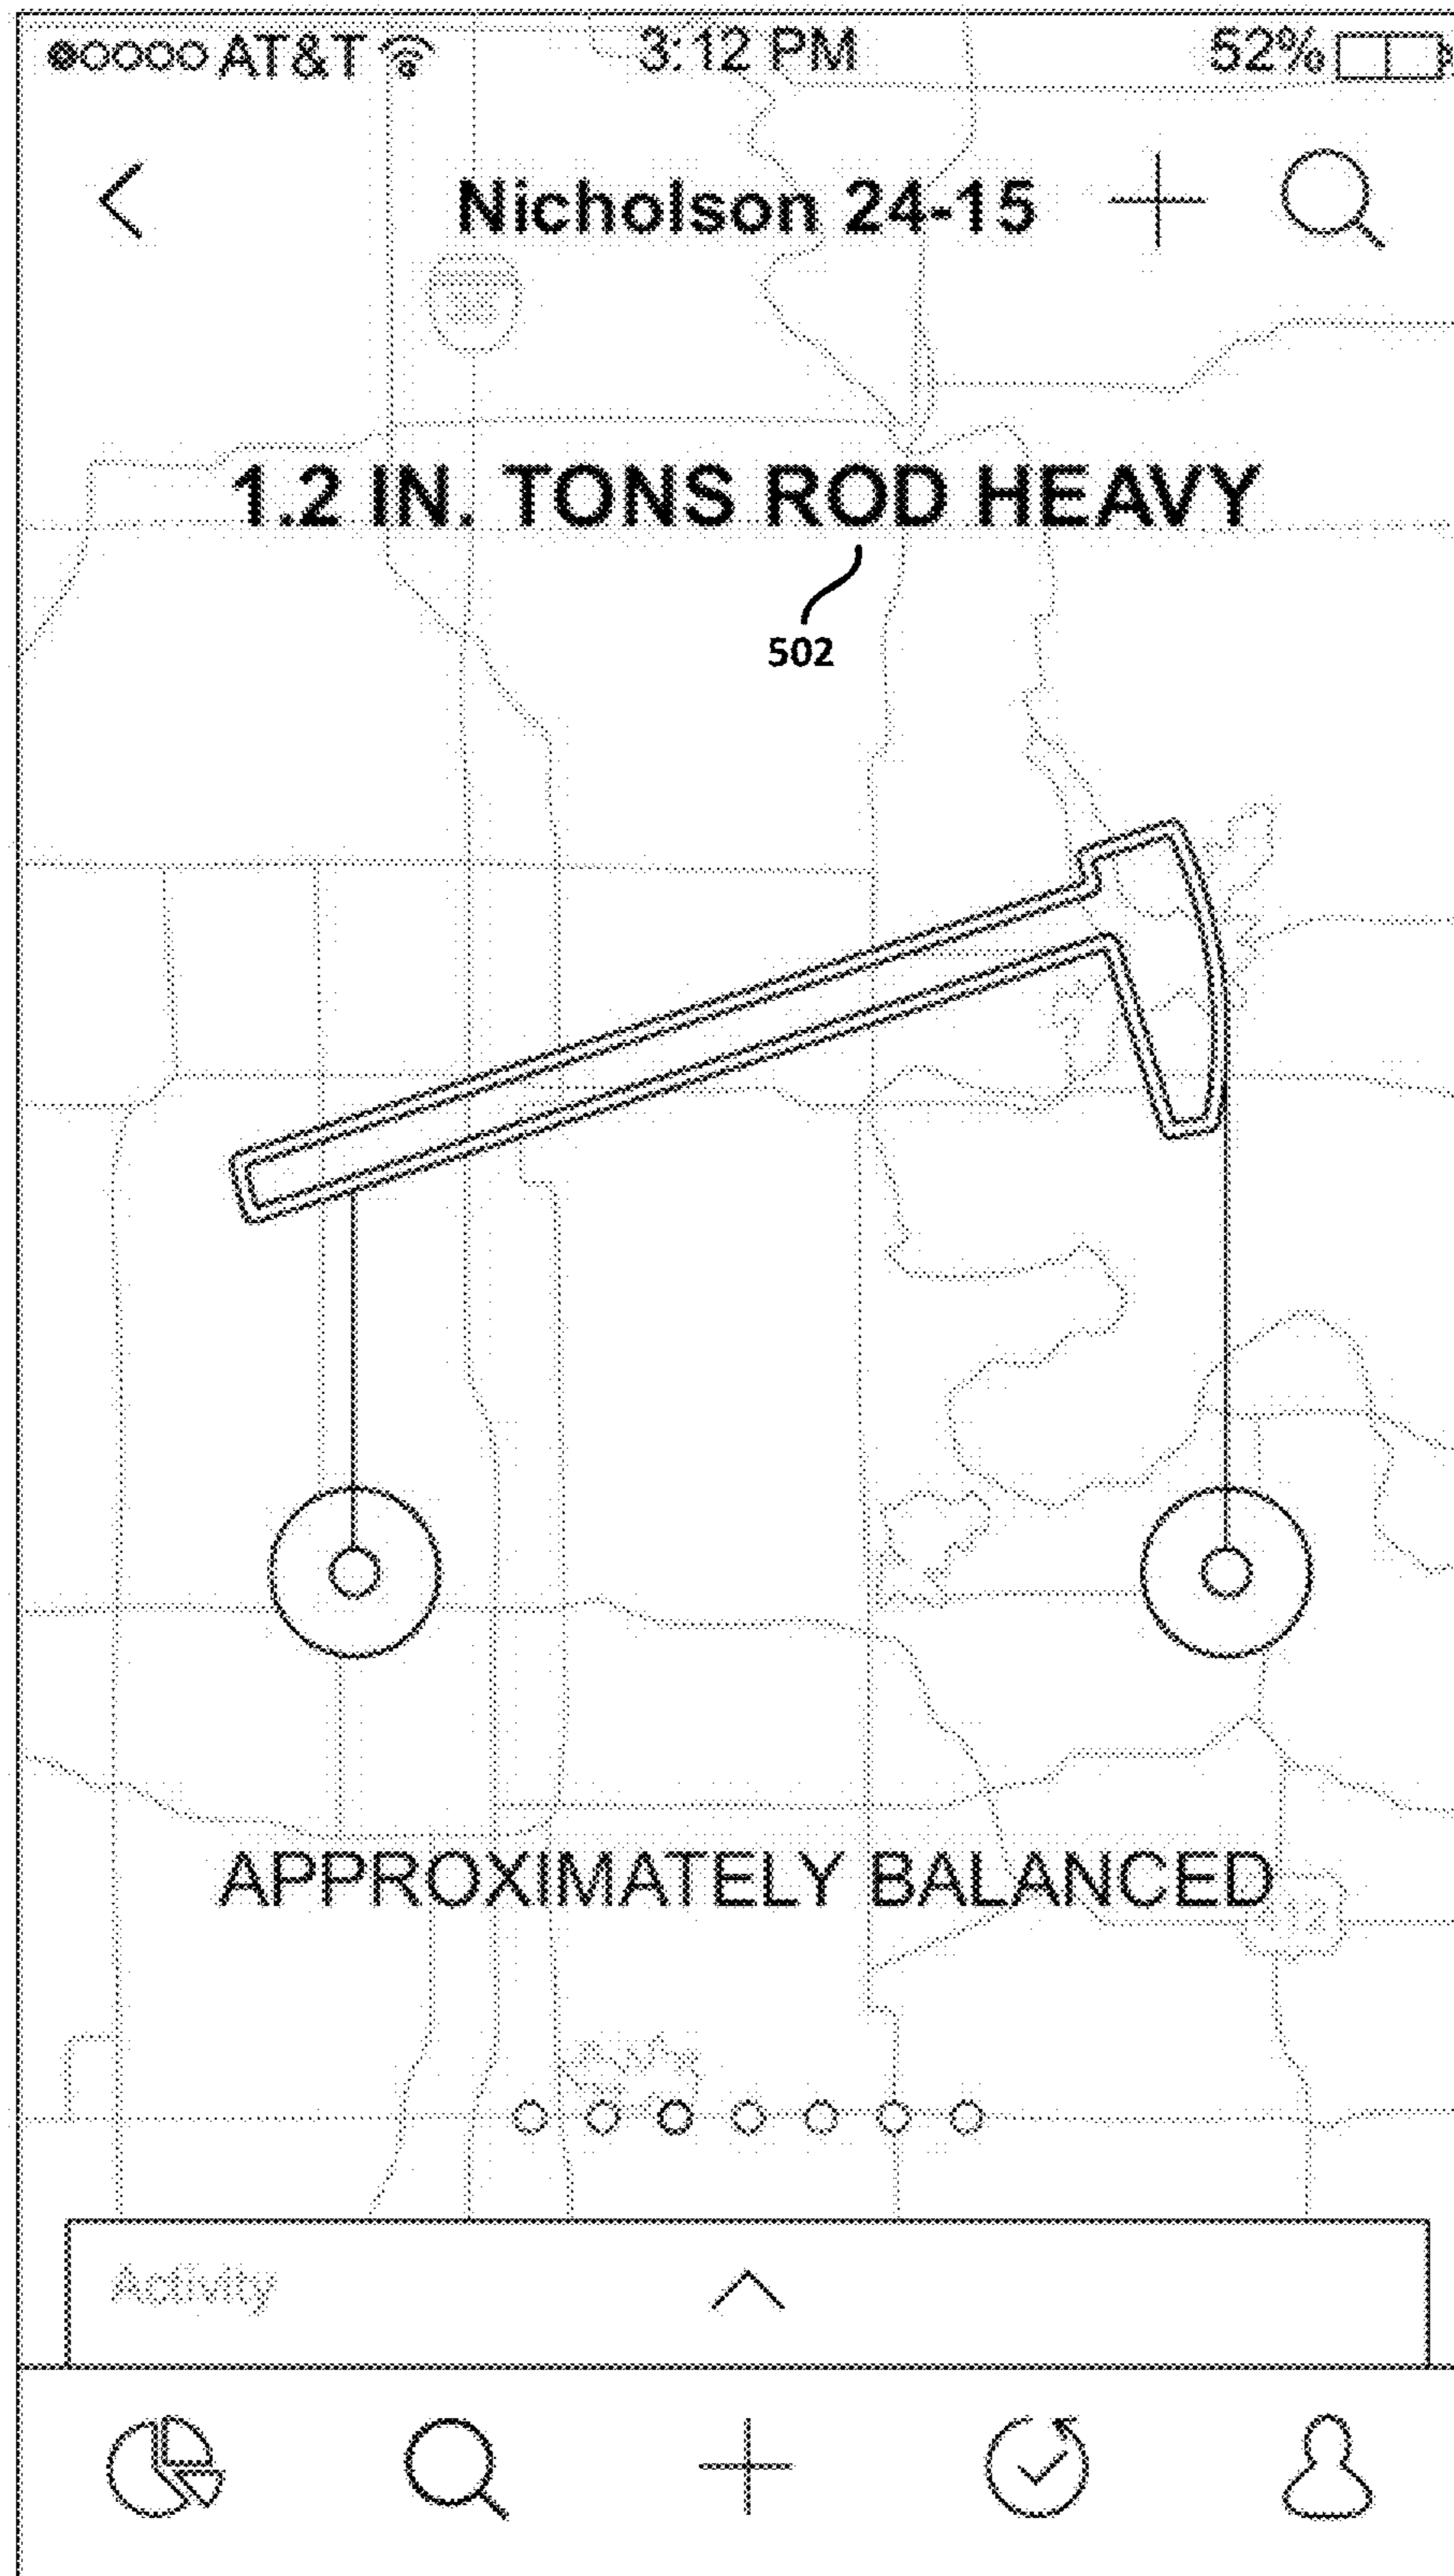 AT&T 3:12 PM 52%
Nicholson 24-15
1.2 IN. TONS ROD HEAVY
502
APPROXIMATELY BALANCED
Activity